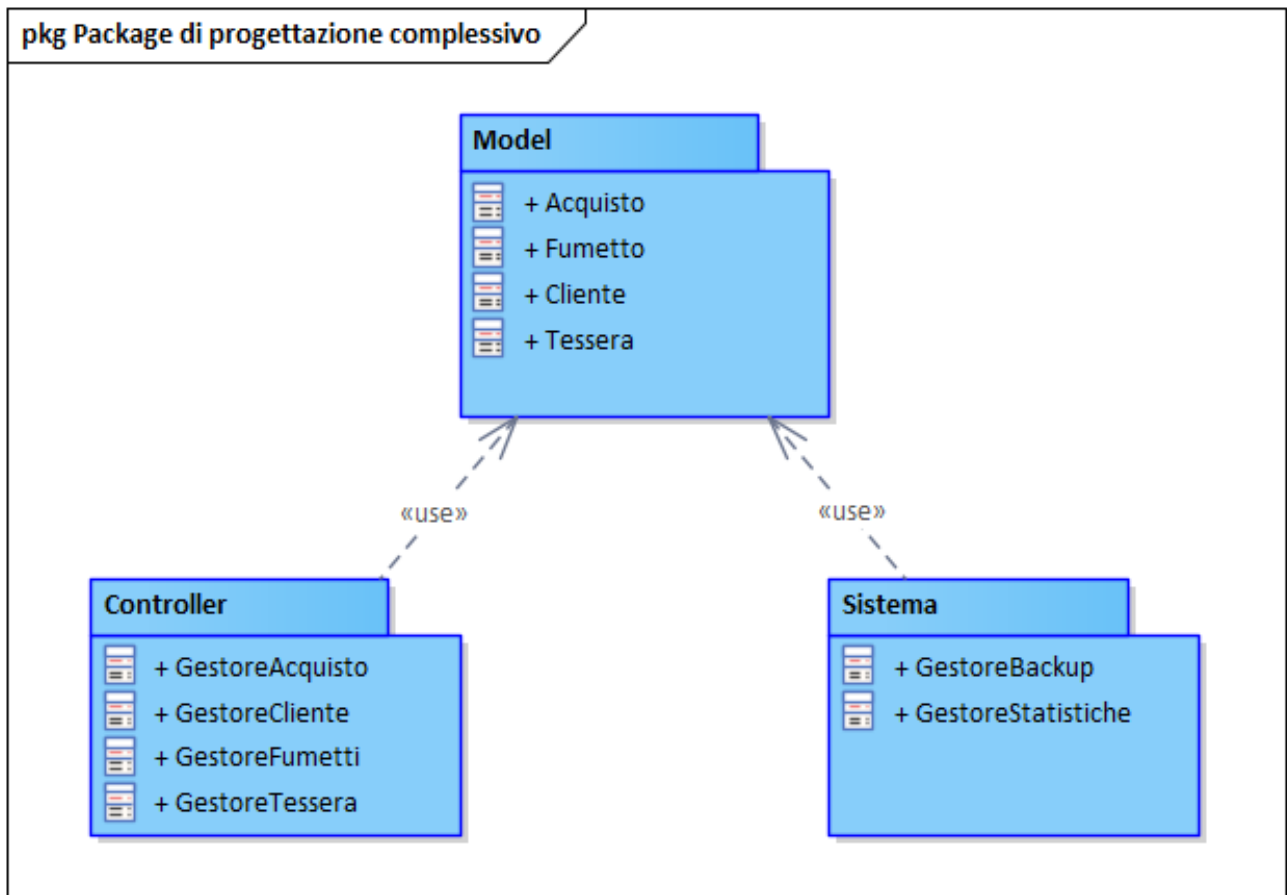 pkg Package di progettazione complessivo
Model
+ Acquisto
+ Fumetto
+ Cliente
+ Tessera
«use»
«use»
Controller
+ GestoreAcquisto
+ GestoreCliente
+ GestoreFumetti
+ GestoreTessera
Sistema
+ GestoreBackup
+ GestoreStatistiche